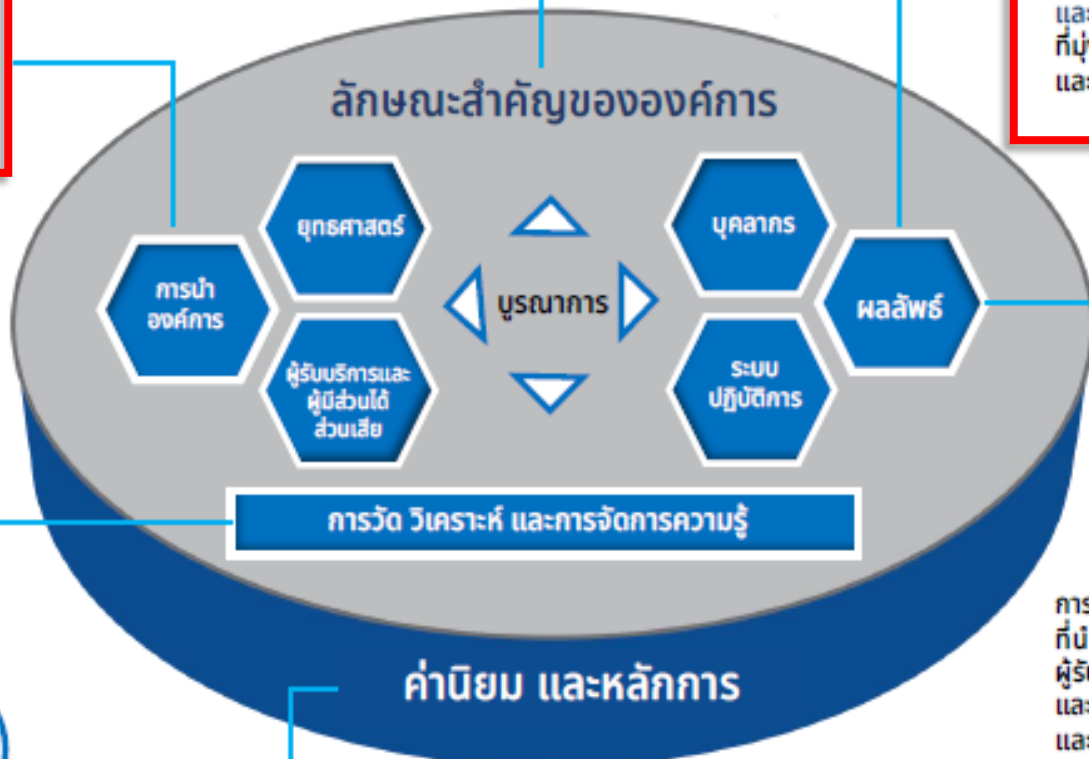 และ
ที่มุ่ง
และ
ลักษณะสำคัญขององค์การ
ยุทธศาสตร์
บุคลากร
การนำ
องค์การ
บูรณาการ
ผลลัพธ์
ผู้รับบริการและ
ผู้มีส่วนได้
ส่วนเสีย
ระบบ
ปฏิบัติการ
การวัด วิเคราะห์ และการจัดการความรู้
ค่านิยม และหลักการ
การ
ที่นำ
และ
และ